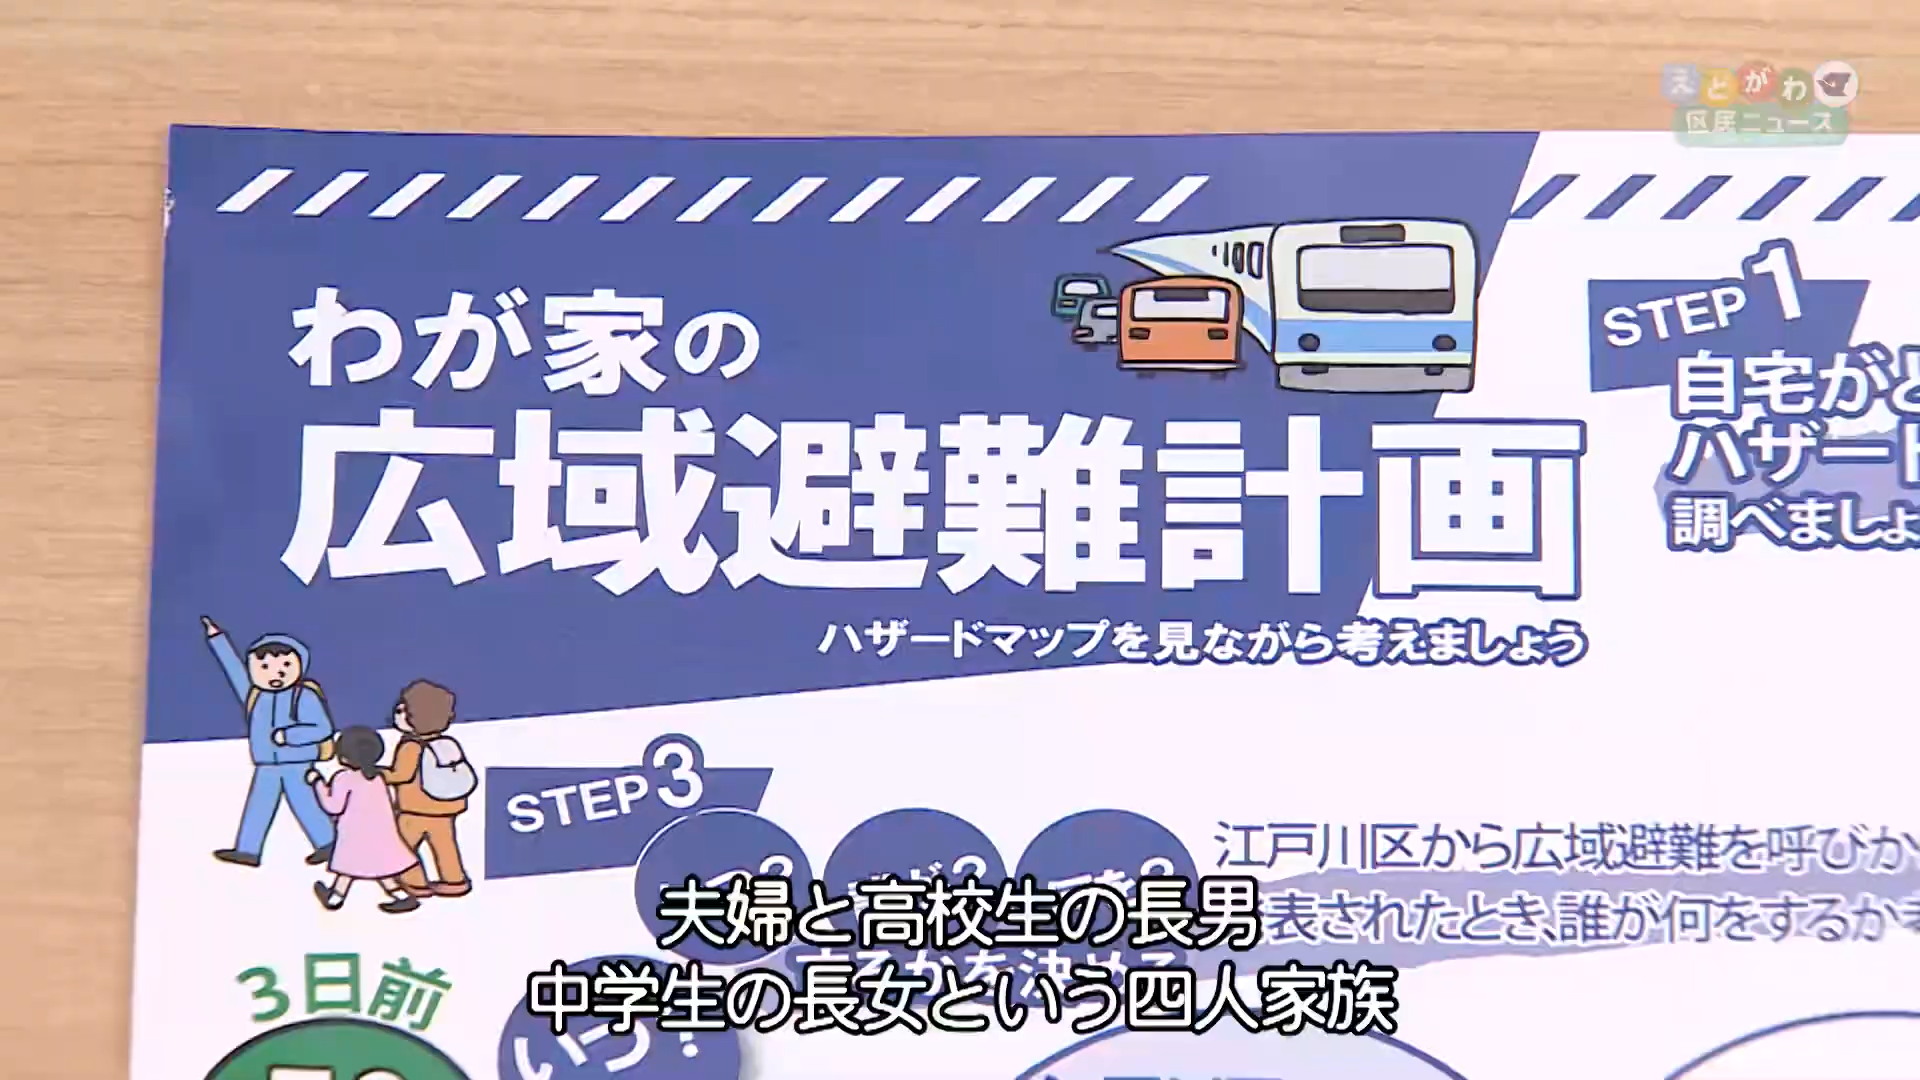 えどがわ
区民ニュース
わが家の
広域避難計画
ハザードマップを見ながら考えましょう
STEP1
自宅がど
ハザード
調べましょ
STEP3
江戸川区から広域避難を呼びか
表されたとき、誰が何をするか考
3日前
いつ?
夫婦と高校生の長男
中学生の長女という四人家族